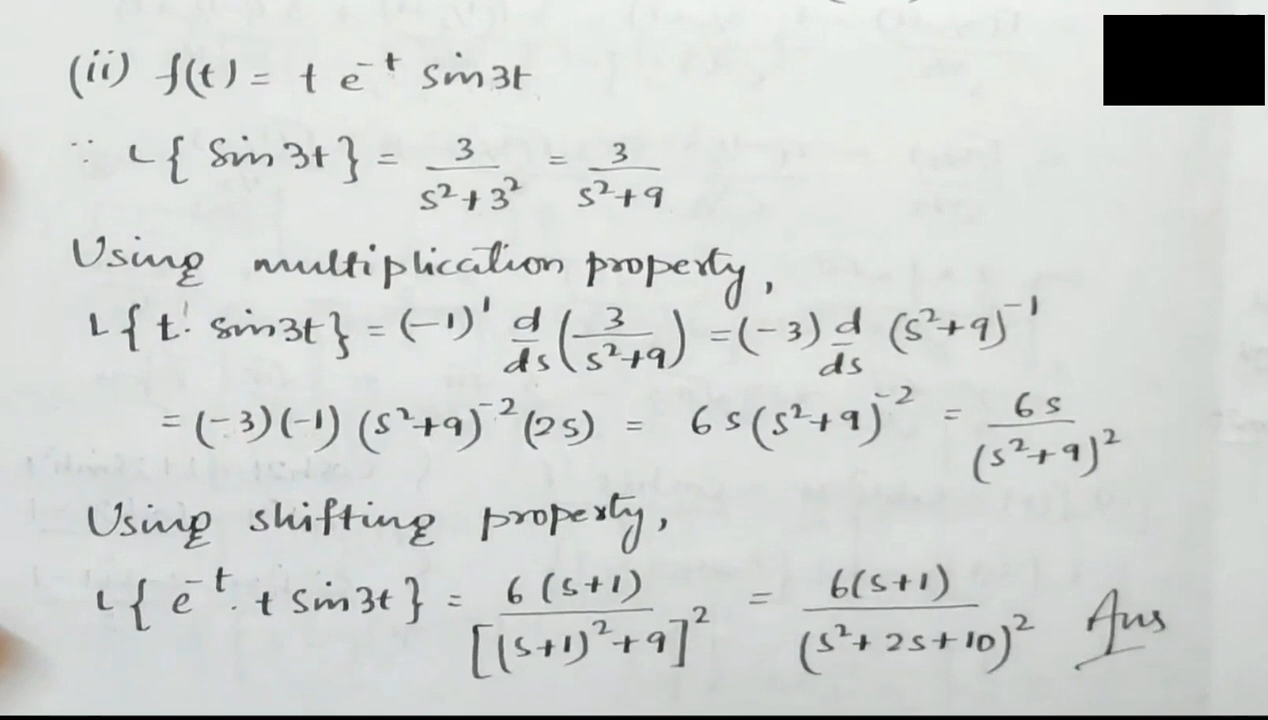 (ii) f(t) = t e^-t sin3t
∵ L{ Sin3t } = 3/(s²+3²) = 3/(s²+9)
Using multiplication property,
L{ t¹ sin3t } = (-1)¹ d/ds (3/(s²+9)) = (-3) d/ds (s²+9)^-1
= (-3)(-1) (s²+9)^-2 (2s) = 6s(s²+9)^-2 = 6s/(s²+9)²
Using shifting property,
L{ e^-t. t sin3t } = 6(s+1)/[(s+1)²+9]² = 6(s+1)/(s²+2s+10)² Ans